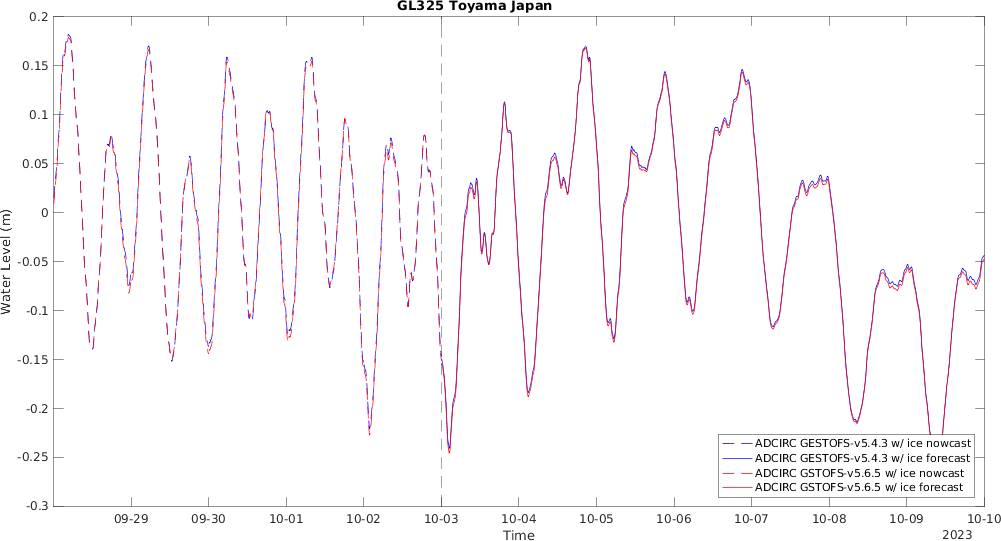 GL325 Toyama Japan
0.2
0.15
0.1
0.05
0
-0.05
-0.1
-0.15
-0.2
-0.25
-0.3
Water Level (m)
ADCIRC GESTOFS-v5.4.3 w/ ice nowcast
ADCIRC GESTOFS-v5.4.3 w/ ice forecast
ADCIRC GSTOFS-v5.6.5 w/ ice nowcast
ADCIRC GSTOFS-v5.6.5 w/ ice forecast
09-29 09-30 10-01 10-02 10-03 10-04 10-05 10-06 10-07 10-08 10-09 10-10
Time
2023